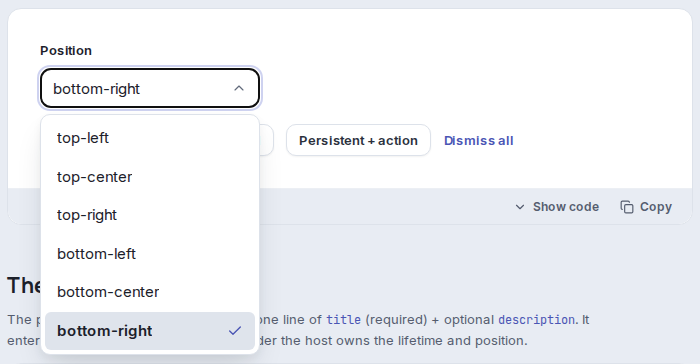 Position
bottom-right
top-left
top-center
top-right
bottom-left
bottom-center
bottom-right
Persistent + action
Dismiss all
Show code
Copy
The
The one line of title (required) + optional description. It
the host owns the lifetime and position.